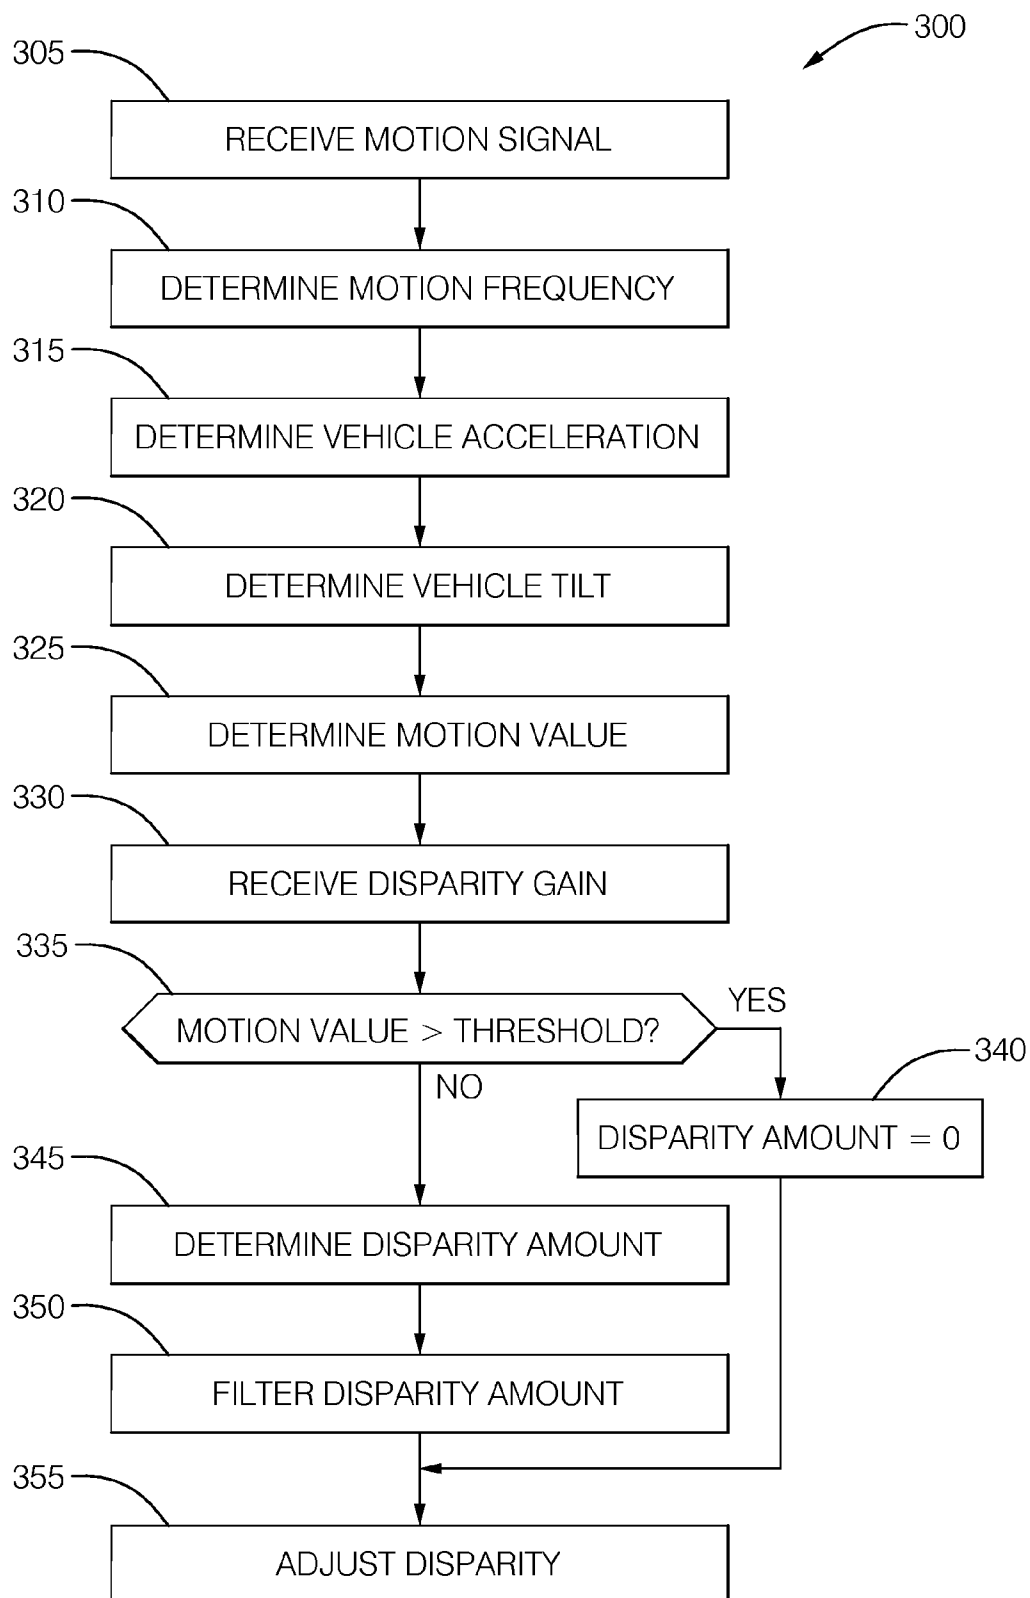 300
305
RECEIVE MOTION SIGNAL
310
DETERMINE MOTION FREQUENCY
315
DETERMINE VEHICLE ACCELERATION
320
DETERMINE VEHICLE TILT
325
DETERMINE MOTION VALUE
330
RECEIVE DISPARITY GAIN
335
MOTION VALUE > THRESHOLD?
YES
NO
340
DISPARITY AMOUNT = 0
345
DETERMINE DISPARITY AMOUNT
350
FILTER DISPARITY AMOUNT
355
ADJUST DISPARITY